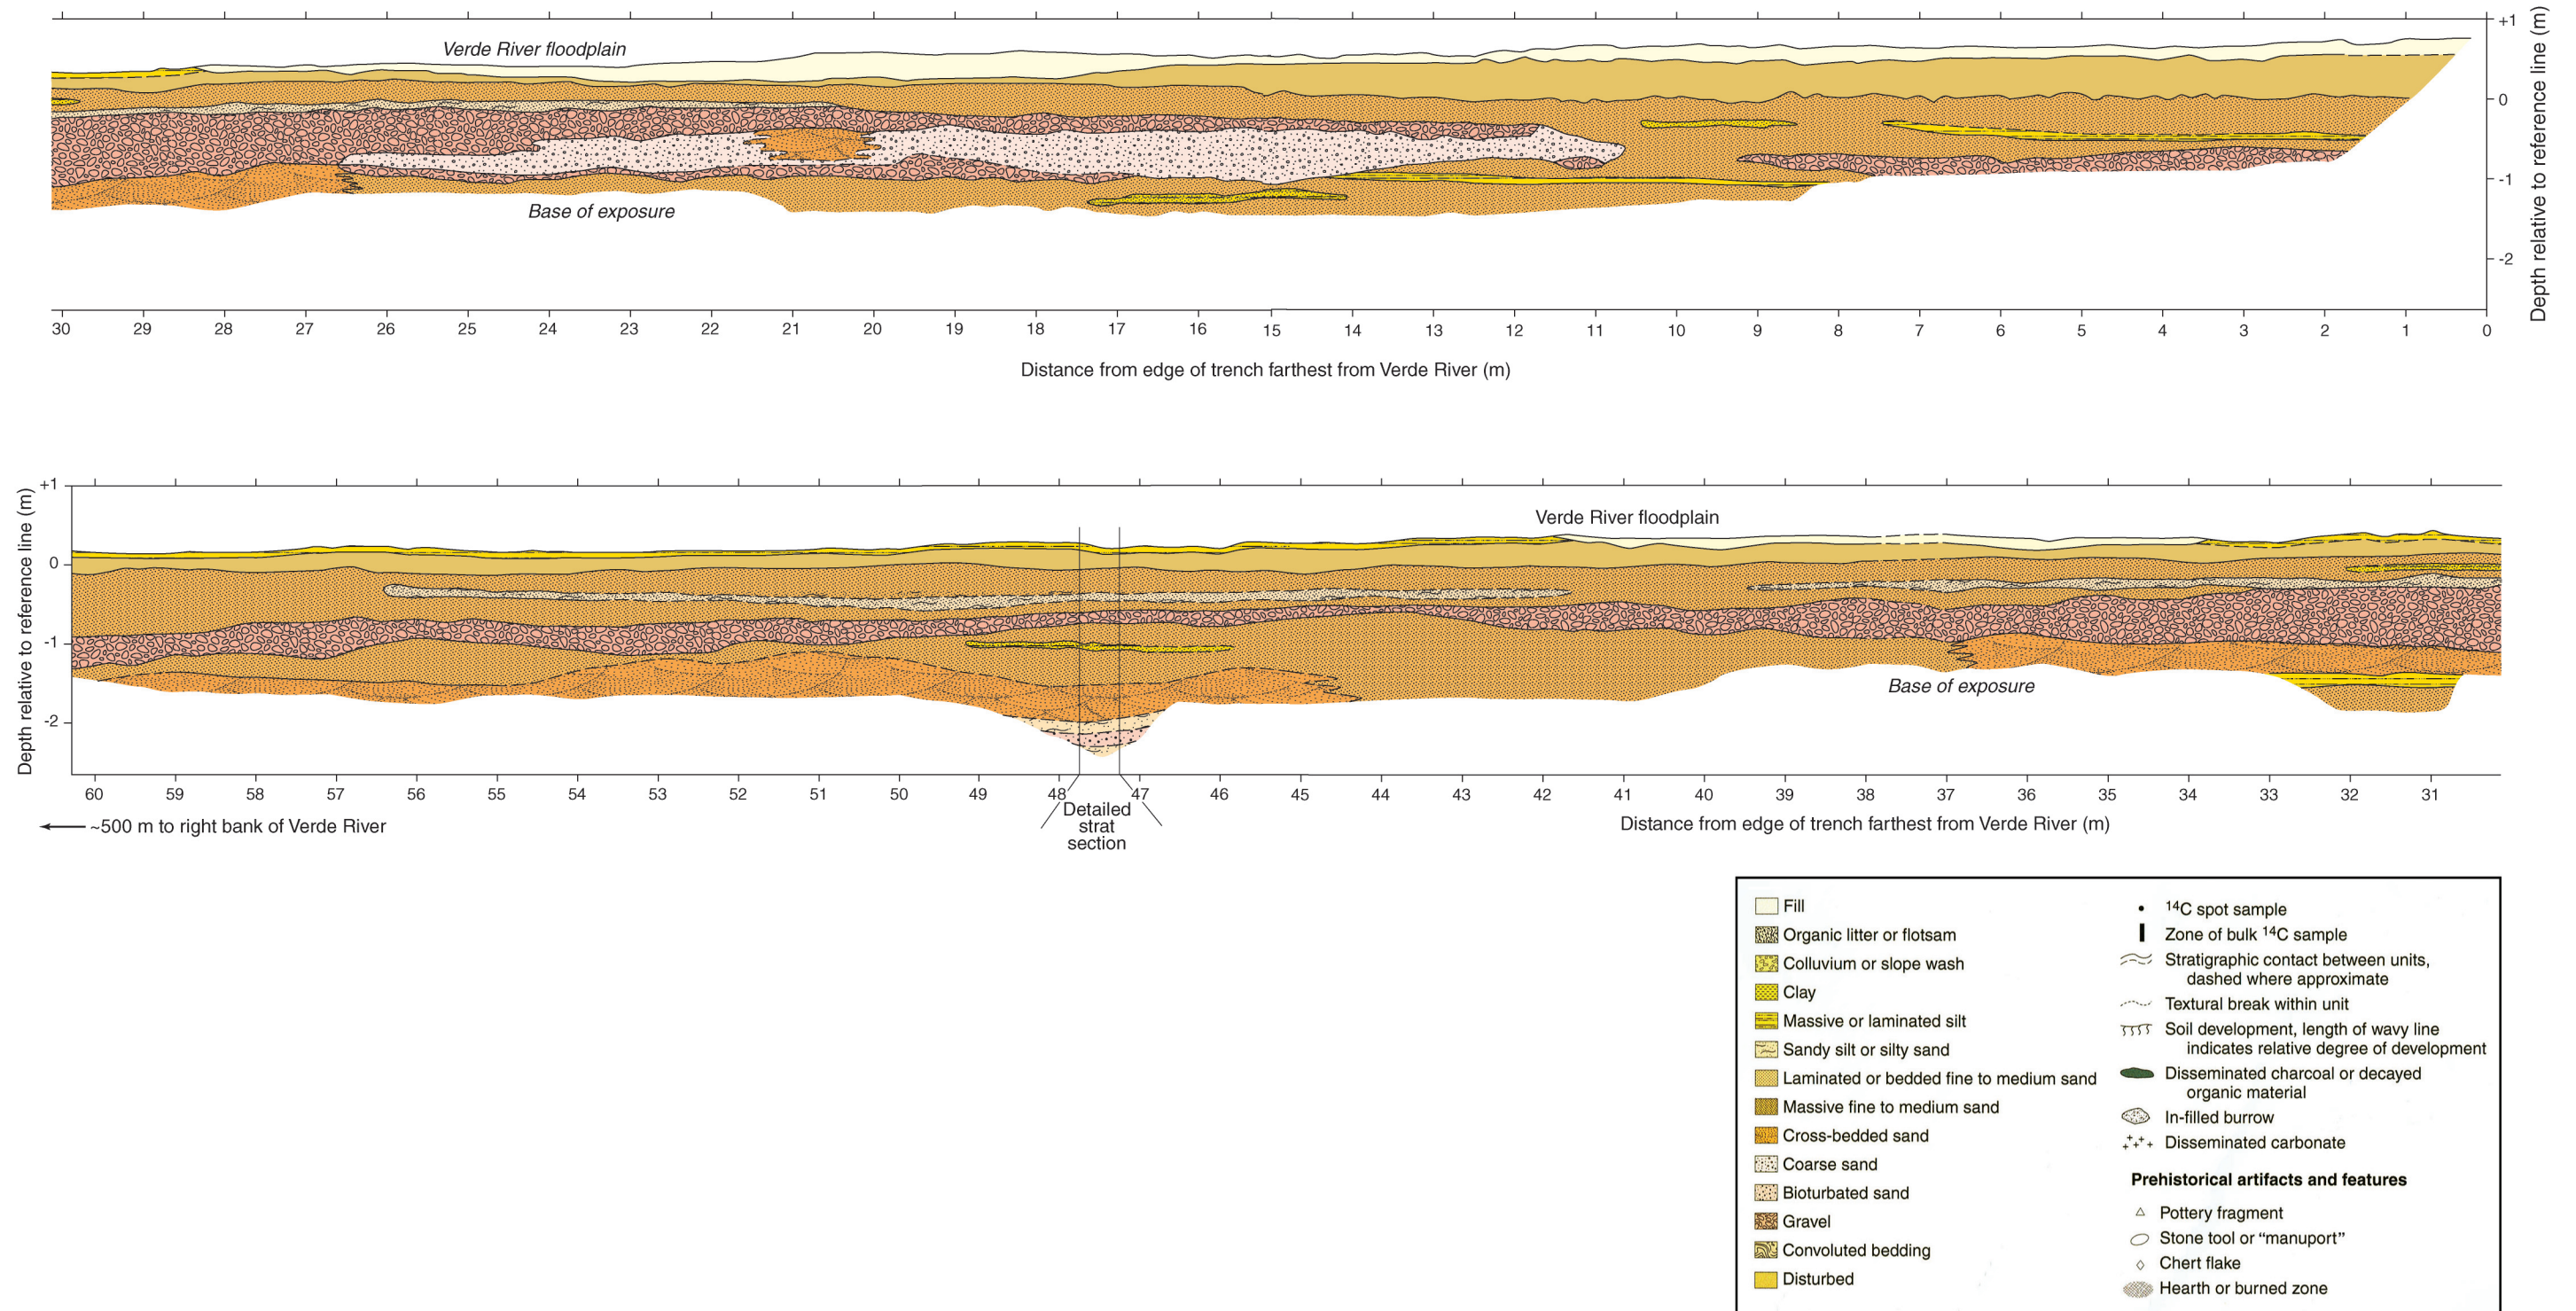 +1
Depth relative to reference line (m)
Verde River floodplain
0
-1
Base of exposure
-2
30 29 28 27 26 25 24 23 22 21 20 19 18 17 16 15 14 13 12 11 10 9 8 7 6 5 4 3 2 1 0
Distance from edge of trench farthest from Verde River (m)
+1
Depth relative to reference line (m)
Verde River floodplain
0
-1
Base of exposure
-2
60 59 58 57 56 55 54 53 52 51 50 49 48 47 46 45 44 43 42 41 40 39 38 37 36 35 34 33 32 31
~500 m to right bank of Verde River
Detailed
strat
section
Distance from edge of trench farthest from Verde River (m)
Fill
Organic litter or flotsam
Colluvium or slope wash
Clay
Massive or laminated silt
Sandy silt or silty sand
Laminated or bedded fine to medium sand
Massive fine to medium sand
Cross-bedded sand
Coarse sand
Bioturbated sand
Gravel
Convoluted bedding
Disturbed
14C spot sample
Zone of bulk 14C sample
Stratigraphic contact between units,
dashed where approximate
Textural break within unit
Soil development, length of wavy line
indicates relative degree of development
Disseminated charcoal or decayed
organic material
In-filled burrow
Disseminated carbonate
Prehistorical artifacts and features
Pottery fragment
Stone tool or “manuport”
Chert flake
Hearth or burned zone